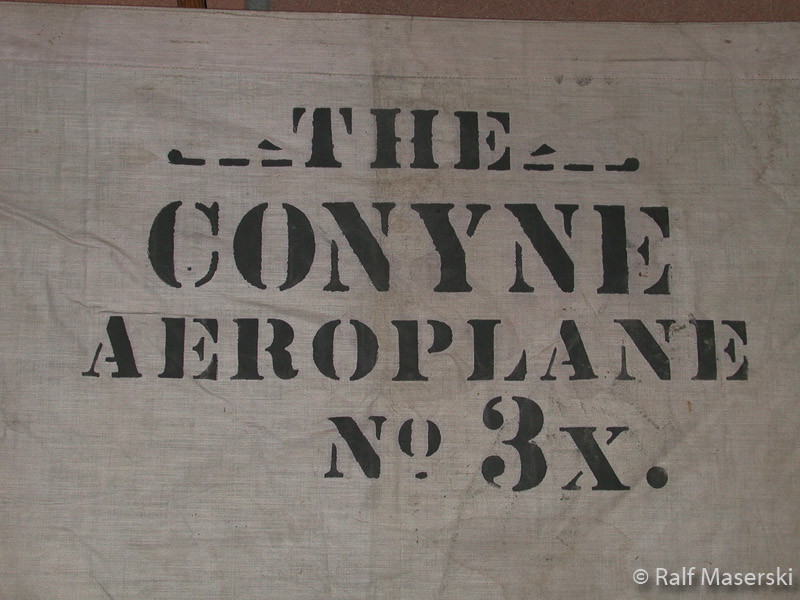 THE
CONYNE
AEROPLANE
No 3x.
© Ralf Maserski